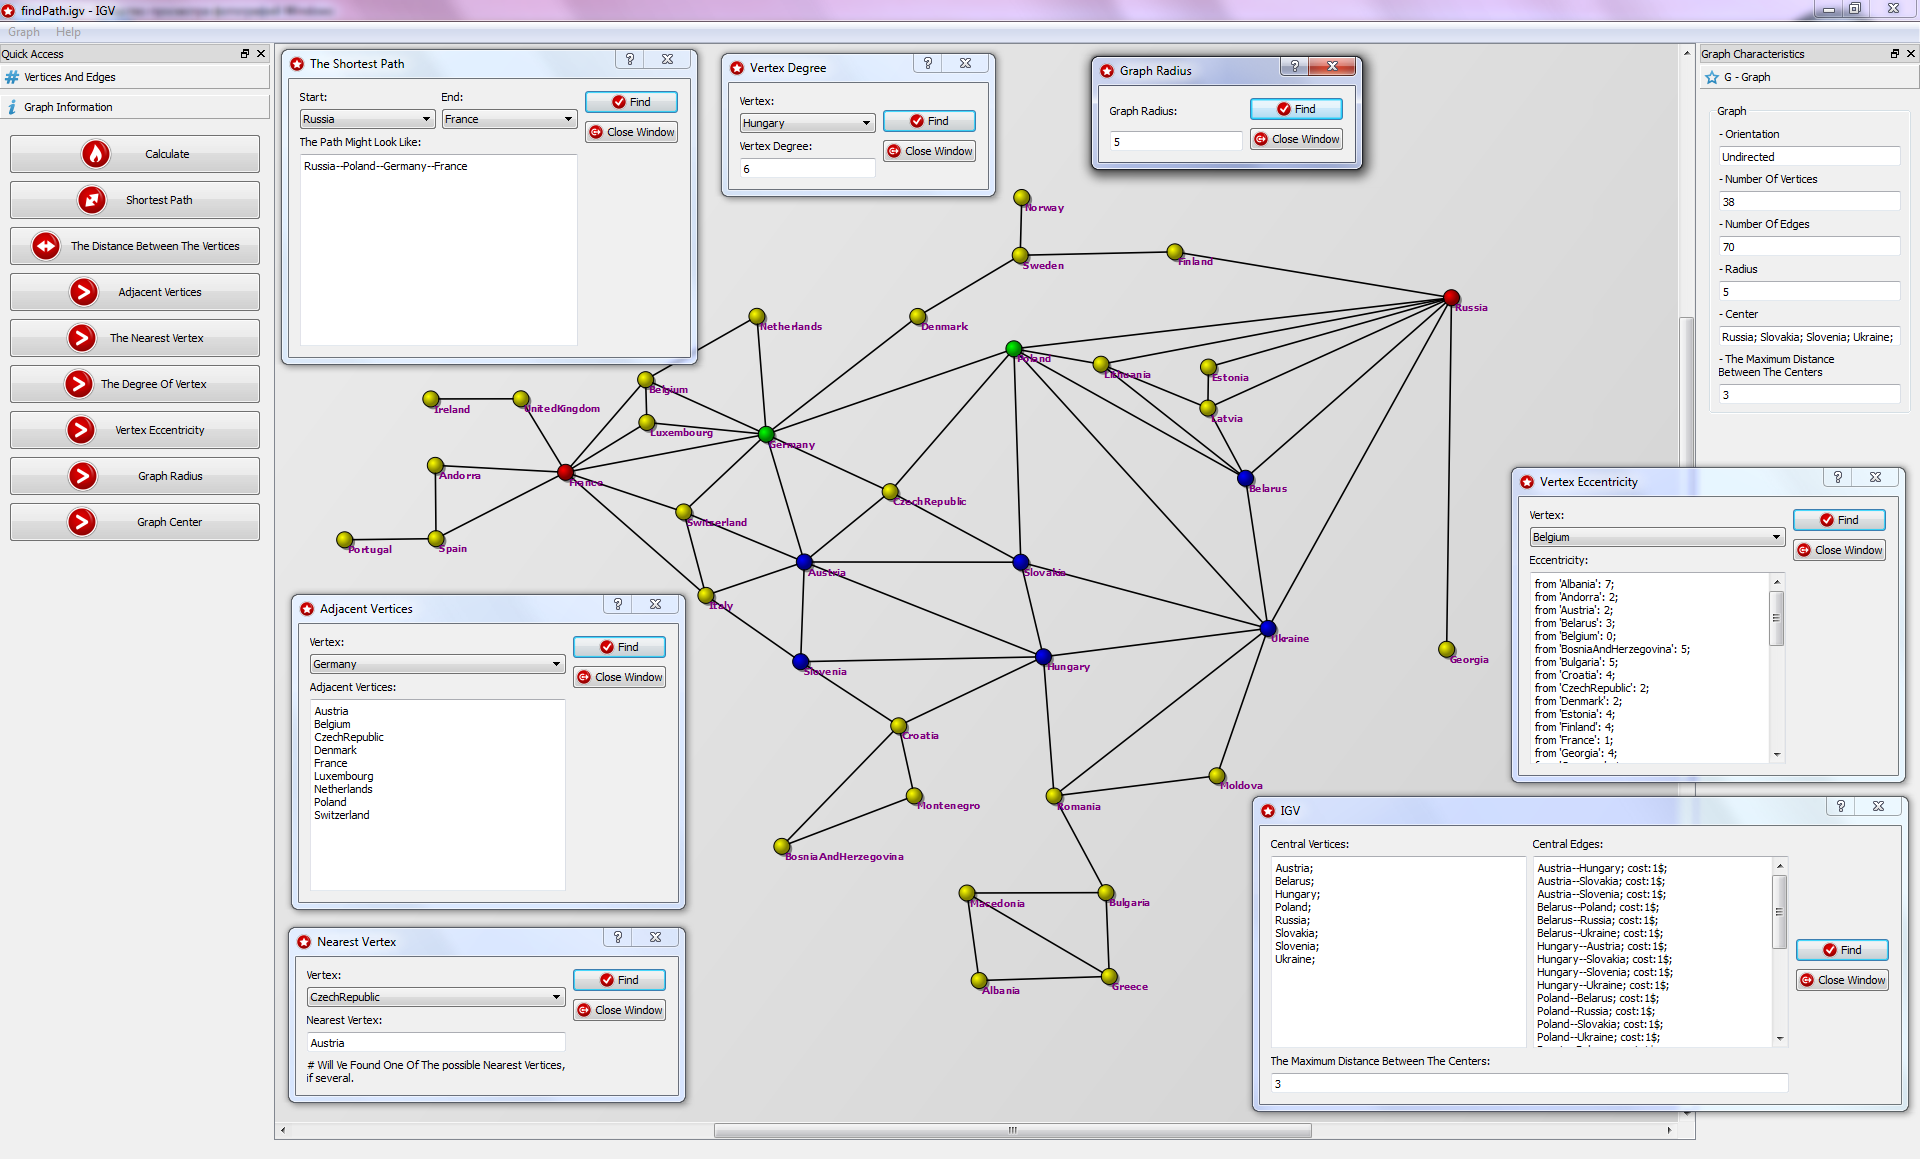 findPath.igv - IGV
Graph Help
Quick Access
Vertices And Edges
Graph Information
Calculate
Shortest Path
The Distance Between The Vertices
Adjacent Vertices
The Nearest Vertex
The Degree Of Vertex
Vertex Eccentricity
Graph Radius
Graph Center
The Shortest Path
Start:
End:
Russia
France
Find
Close Window
The Path Might Look Like:
Russia--Poland--Germany--France
Vertex Degree
Vertex:
Hungary
Find
Vertex Degree:
Close Window
6
Graph Radius
Graph Radius:
Find
5
Close Window
Norway
Sweden
Finland
Russia
Netherlands
Denmark
Poland
Lithuania
Estonia
Belgium
Ireland
UnitedKingdom
Latvia
Luxembourg
Germany
Andorra
France
Belarus
CzechRepublic
Switzerland
Portugal
Spain
Austria
Slovakia
Italy
Ukraine
Georgia
Slovenia
Hungary
Croatia
Moldova
Montenegro
Romania
BosniaAndHerzegovina
Macedonia
Bulgaria
Albania
Greece
Adjacent Vertices
Vertex:
Find
Germany
Close Window
Adjacent Vertices:
Austria
Belgium
CzechRepublic
Denmark
France
Luxembourg
Netherlands
Poland
Switzerland
Nearest Vertex
Vertex:
Find
CzechRepublic
Close Window
Nearest Vertex:
Austria
# Will Ve Found One Of The possible Nearest Vertices,
if several.
Graph Characteristics
G - Graph
Graph
- Orientation
Undirected
- Number Of Vertices
38
- Number Of Edges
70
- Radius
5
- Center
Russia; Slovakia; Slovenia; Ukraine;
- The Maximum Distance
Between The Centers
3
Vertex Eccentricity
Vertex:
Find
Belgium
Close Window
Eccentricity:
from 'Albania': 7;
from 'Andorra': 2;
from 'Austria': 2;
from 'Belarus': 3;
from 'Belgium': 0;
from 'BosniaAndHerzegovina': 5;
from 'Bulgaria': 5;
from 'Croatia': 4;
from 'CzechRepublic': 2;
from 'Denmark': 2;
from 'Estonia': 4;
from 'Finland': 4;
from 'France': 1;
from 'Georgia': 4;
IGV
Central Vertices:
Austria;
Belarus;
Hungary;
Poland;
Russia;
Slovakia;
Slovenia;
Ukraine;
Central Edges:
Austria--Hungary; cost:1$;
Austria--Slovakia; cost:1$;
Austria--Slovenia; cost:1$;
Belarus--Poland; cost:1$;
Belarus--Russia; cost:1$;
Belarus--Ukraine; cost:1$;
Hungary--Austria; cost:1$;
Hungary--Slovakia; cost:1$;
Hungary--Slovenia; cost:1$;
Hungary--Ukraine; cost:1$;
Poland--Belarus; cost:1$;
Poland--Russia; cost:1$;
Poland--Slovakia; cost:1$;
Poland--Ukraine; cost:1$;
Find
Close Window
The Maximum Distance Between The Centers:
3